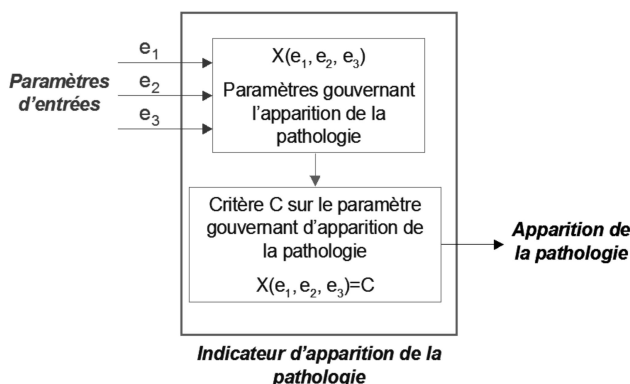 Paramètres
d'entrées
e₁
e₂
e₃
X(e₁, e₂, e₃)
Paramètres gouvernant
l'apparition de la
pathologie
Critère C sur le paramètre
gouvernant d'apparition de
la pathologie
X(e₁, e₂, e₃)=C
Apparition de
la pathologie
Indicateur d'apparition de la
pathologie